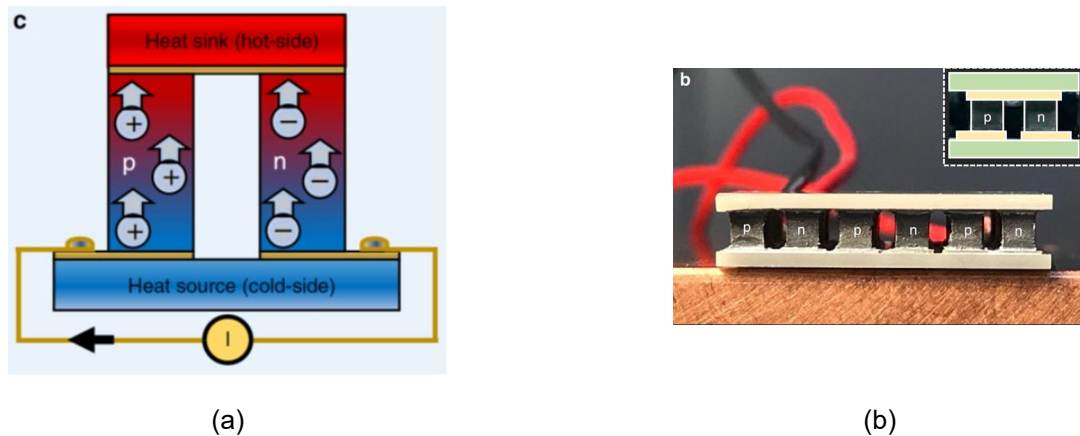 c
Heat sink (hot-side)
+ −
p n
+ −
+ −
Heat source (cold-side)
I
(a)
b
p n
p n p n p n
(b)